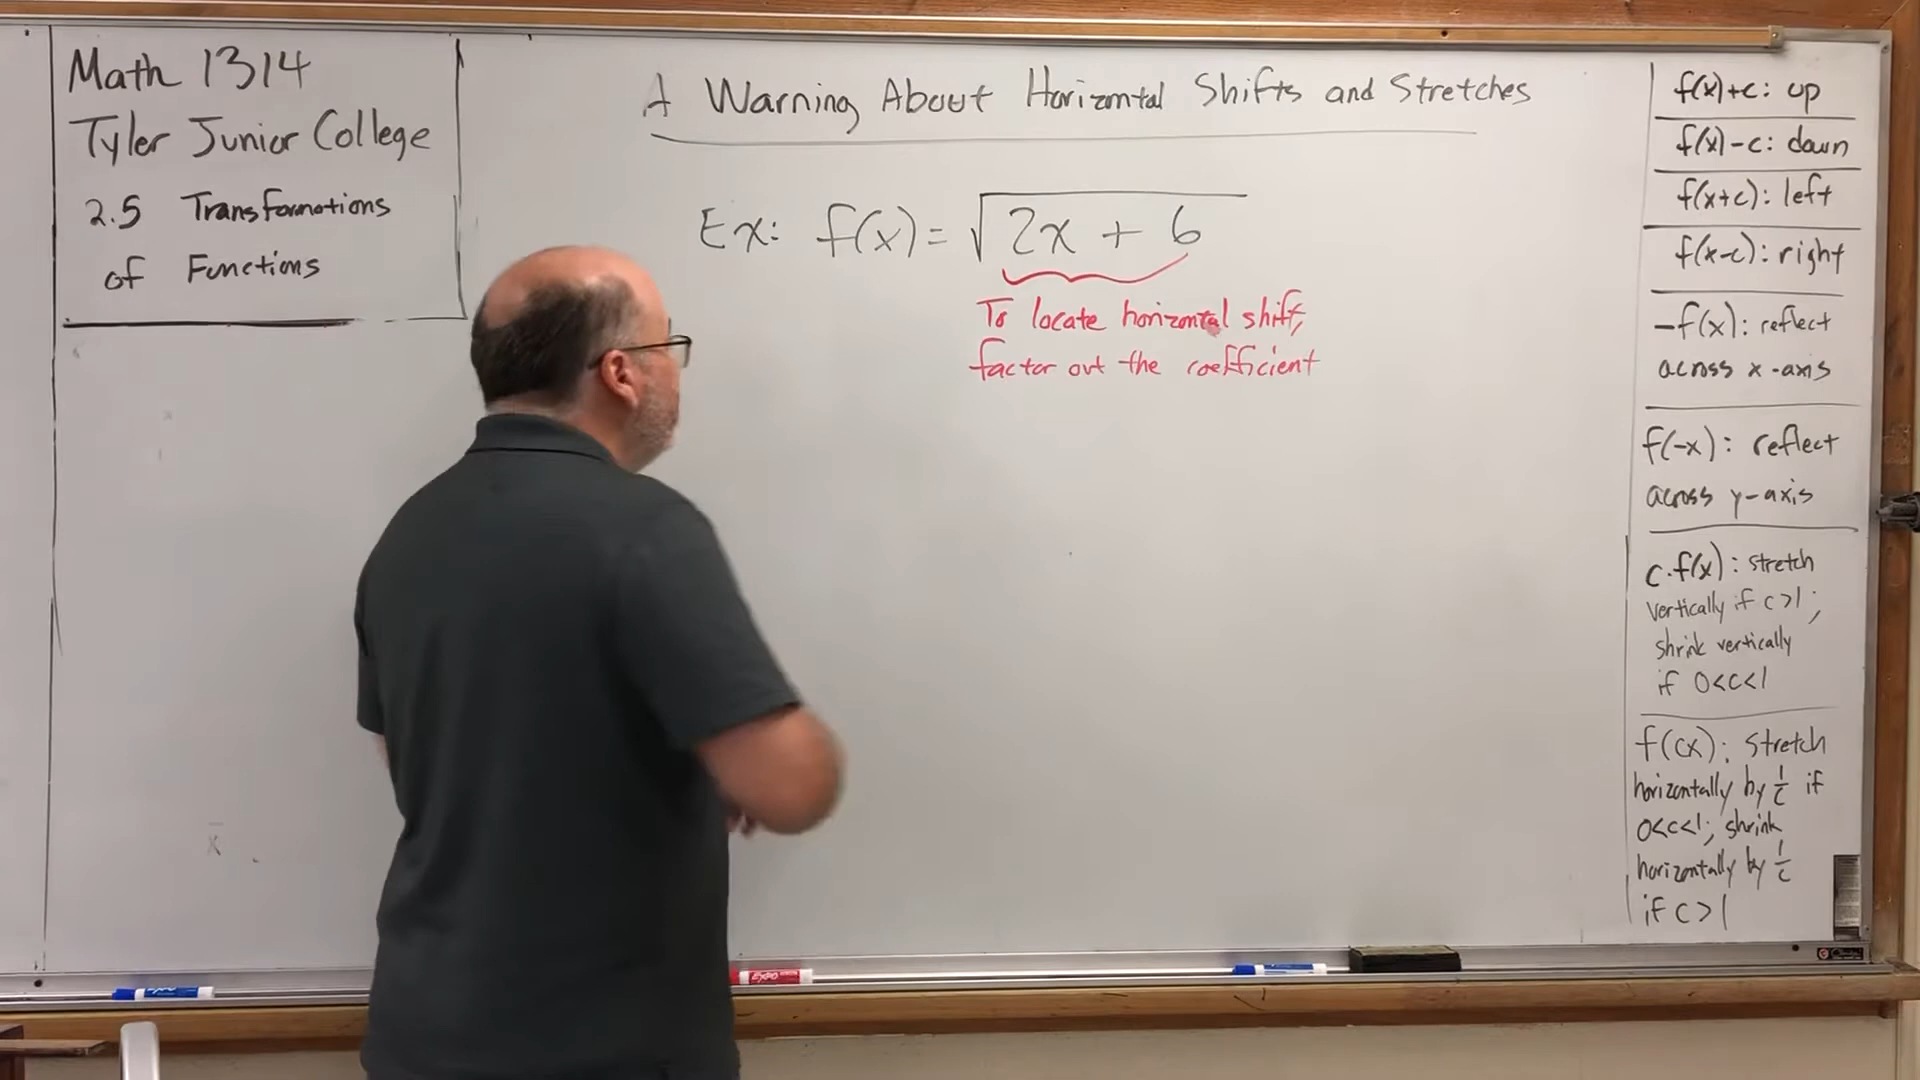 Math 1314
Tyler Junior College
2.5 Transformations
of Functions
A Warning About Horizontal Shifts and Stretches
Ex: f(x) = √2x + 6
To locate horizontal shift,
factor out the coefficient
f(x)+c: up
f(x)-c: down
f(x+c): left
f(x-c): right
-f(x): reflect
across x-axis
f(-x): reflect
across y-axis
c·f(x): stretch
vertically if c>1;
shrink vertically
if 0<c<1
f(cx): stretch
horizontally by 1/c if
0<c<1; shrink
horizontally by 1/c
if c>1
EXPO